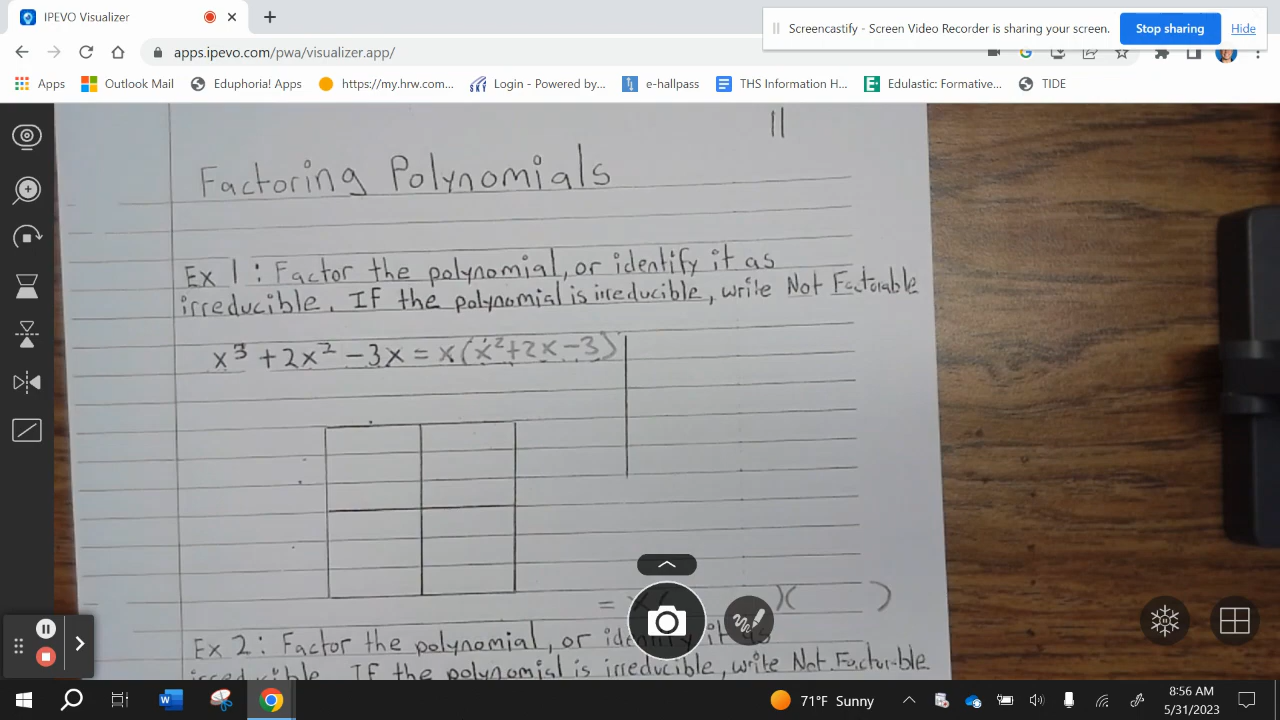 IPEVO Visualizer
Screencastify - Screen Video Recorder is sharing your screen.
Stop sharing
Hide
apps.ipevo.com/pwa/visualizer.app/
Apps
Outlook Mail
Eduphoria! Apps
https://my.hrw.com...
Login - Powered by...
e-hallpass
THS Information H...
Edulastic: Formative...
TIDE
11
Factoring Polynomials
Ex 1: Factor the polynomial, or identify it as
irreducible. If the polynomial is irreducible, write Not Factorable
x³ + 2x² - 3x = x(x² + 2x - 3)
= x( )( )
Ex 2: Factor the polynomial, or identify it as
irreducible. If the polynomial is irreducible, write Not Factorable
71°F Sunny
8:56 AM
5/31/2023